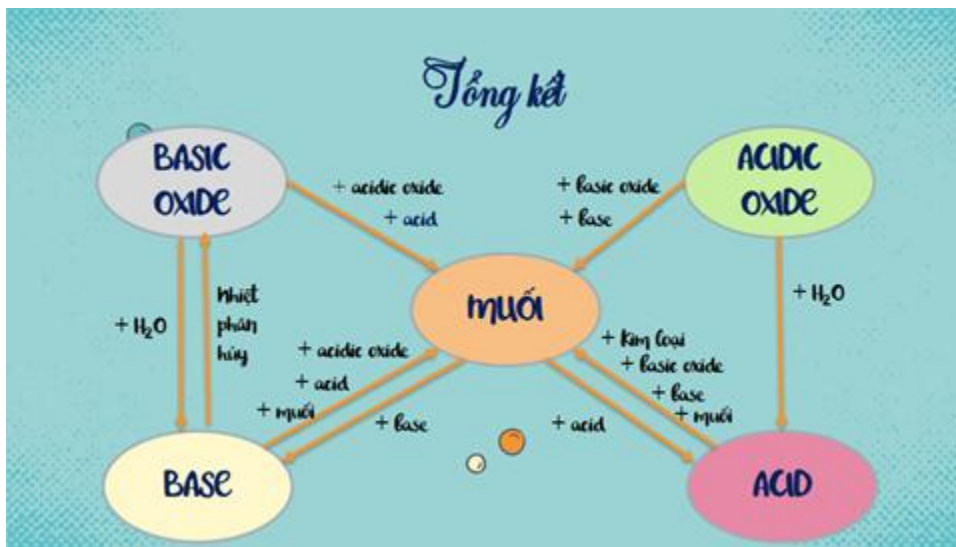 Tổng kết
BASIC
OXIDE
ACIDIC
OXIDE
+ acidic oxide
+ acid
+ basic oxide
+ base
MUỐI
+ H₂O
Nhiệt
phân
hủy
+ H₂O
+ acidic oxide
+ acid
+ muối
+ base
+ Kim loại
+ basic oxide
+ base
+ muối
+ acid
BASE
ACID